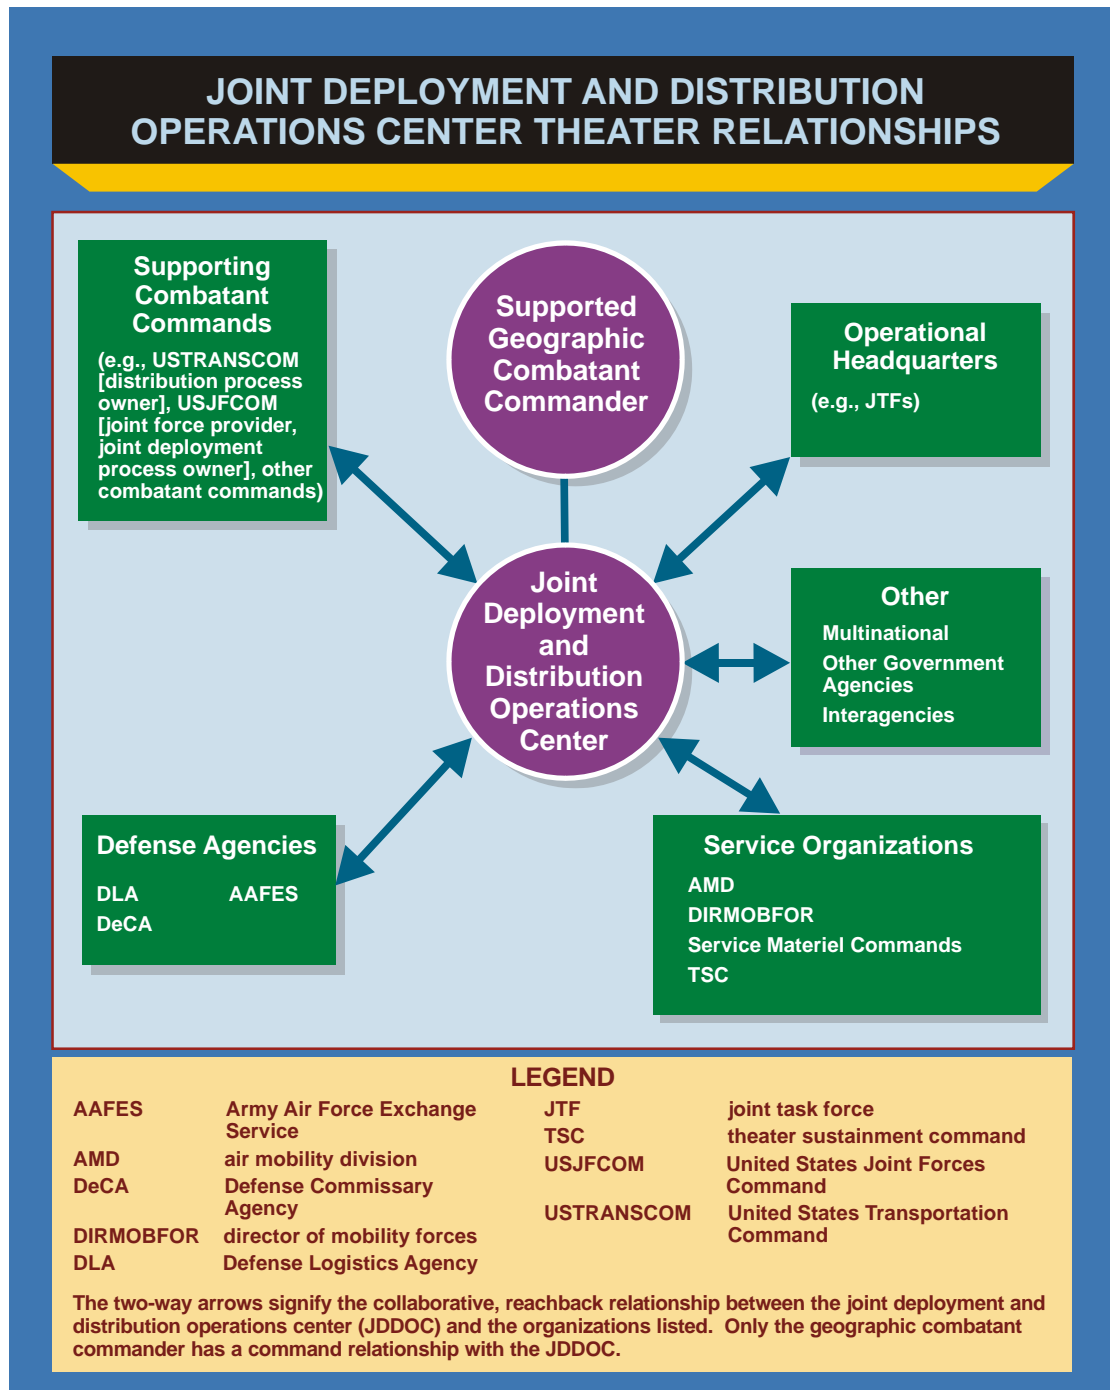 JOINT DEPLOYMENT AND DISTRIBUTION
OPERATIONS CENTER THEATER RELATIONSHIPS
Supporting
Combatant
Commands
(e.g., USTRANSCOM
[distribution process
owner], USJFCOM
[joint force provider,
joint deployment
process owner], other
combatant commands)
Supported
Geographic
Combatant
Commander
Operational
Headquarters
(e.g., JTFs)
Joint
Deployment
and
Distribution
Operations
Center
Other
Multinational
Other Government
Agencies
Interagencies
Defense Agencies
DLA AAFES
DeCA
Service Organizations
AMD
DIRMOBFOR
Service Materiel Commands
TSC
LEGEND
AAFES Army Air Force Exchange
Service
AMD air mobility division
DeCA Defense Commissary
Agency
DIRMOBFOR director of mobility forces
DLA Defense Logistics Agency
JTF joint task force
TSC theater sustainment command
USJFCOM United States Joint Forces
Command
USTRANSCOM United States Transportation
Command
The two-way arrows signify the collaborative, reachback relationship between the joint deployment and
distribution operations center (JDDOC) and the organizations listed.  Only the geographic combatant
commander has a command relationship with the JDDOC.